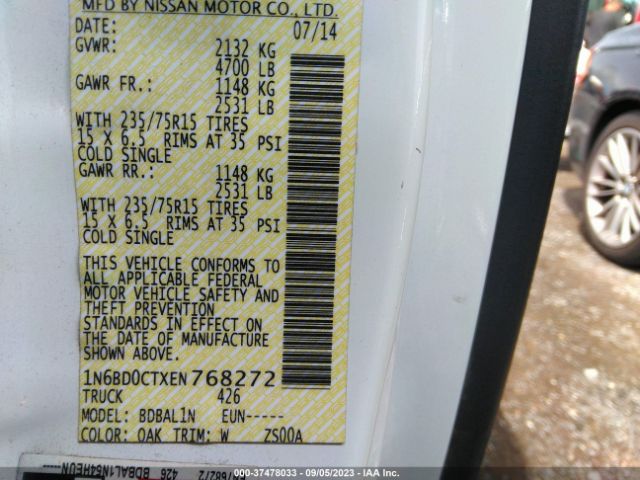 MFD BY NISSAN MOTOR CO., LTD.
DATE: 07/14
GVWR: 2132 KG
4700 LB
GAWR FR.: 1148 KG
2531 LB
WITH 235/75R15 TIRES
15 X 6.5 RIMS AT 35 PSI
COLD SINGLE
GAWR RR.: 1148 KG
2531 LB
WITH 235/75R15 TIRES
15 X 6.5 RIMS AT 35 PSI
COLD SINGLE
THIS VEHICLE CONFORMS TO
ALL APPLICABLE FEDERAL
MOTOR VEHICLE SAFETY AND
THEFT PREVENTION
STANDARDS IN EFFECT ON
THE DATE OF MANUFACTURE
SHOWN ABOVE.
1N6BD0CTXEN768272
TRUCK 426
MODEL: BDBAL1N EUN-----
COLOR: OAK TRIM: W ZS00A
768272 426 BDBAL1N54HEUN-----
000-37478033 - 09/05/2023 - COPART